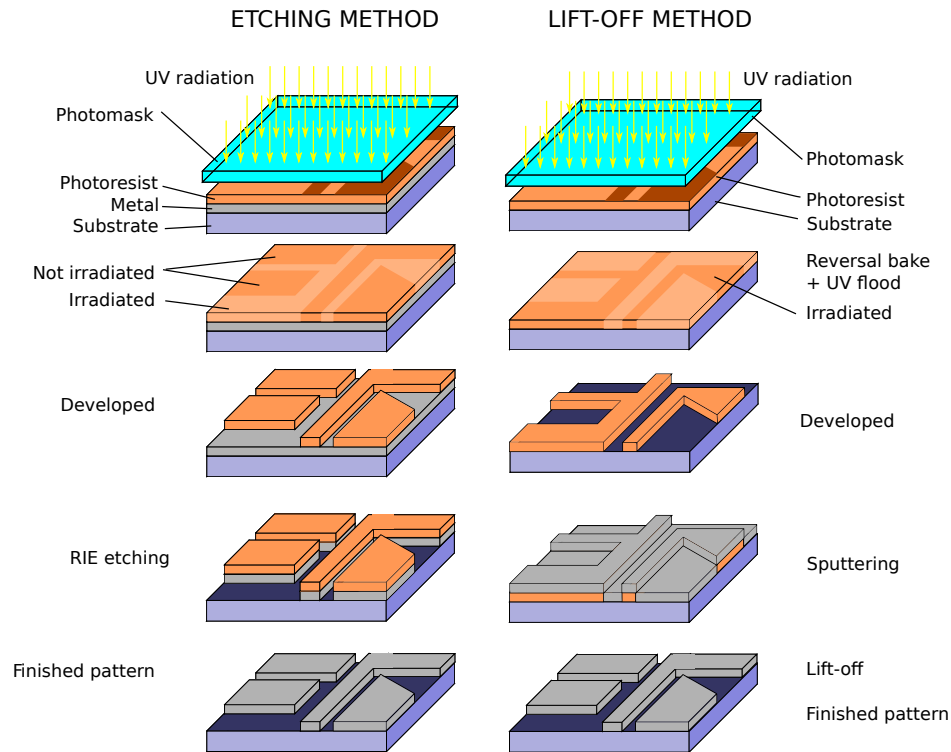 ETCHING METHOD
LIFT-OFF METHOD
UV radiation
Photomask
Photoresist
Metal
Substrate
Not irradiated
Irradiated
Developed
RIE etching
Finished pattern
UV radiation
Photomask
Photoresist
Substrate
Reversal bake
+ UV flood
Irradiated
Developed
Sputtering
Lift-off
Finished pattern